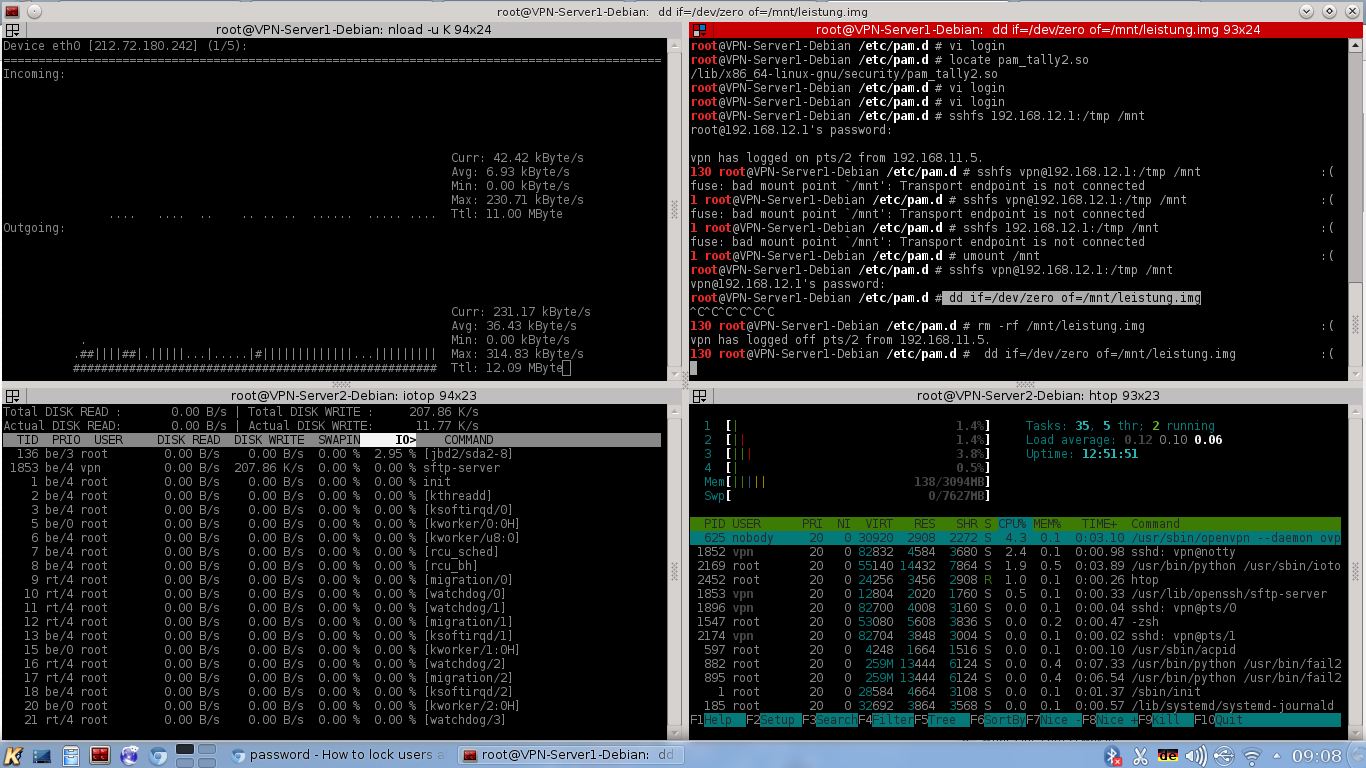 root@VPN-Server1-Debian:  dd if=/dev/zero of=/mnt/leistung.img
root@VPN-Server1-Debian: nload -u K 94x24
Device eth0 [212.72.180.242] (1/5):
================================================================================
Incoming:
Curr: 42.42 kByte/s
Avg: 6.93 kByte/s
Min: 0.00 kByte/s
Max: 230.71 kByte/s
Ttl: 11.00 MByte
Outgoing:
Curr: 231.17 kByte/s
Avg: 36.43 kByte/s
Min: 0.00 kByte/s
Max: 314.83 kByte/s
Ttl: 12.09 MByte
root@VPN-Server1-Debian:  dd if=/dev/zero of=/mnt/leistung.img 93x24
root@VPN-Server1-Debian /etc/pam.d # vi login
root@VPN-Server1-Debian /etc/pam.d # locate pam_tally2.so
/lib/x86_64-linux-gnu/security/pam_tally2.so
root@VPN-Server1-Debian /etc/pam.d # vi login
root@VPN-Server1-Debian /etc/pam.d # vi login
root@VPN-Server1-Debian /etc/pam.d # sshfs 192.168.12.1:/tmp /mnt
root@192.168.12.1's password:
vpn has logged on pts/2 from 192.168.11.5.
130 root@VPN-Server1-Debian /etc/pam.d # sshfs vpn@192.168.12.1:/tmp /mnt :(
fuse: bad mount point `/mnt': Transport endpoint is not connected
1 root@VPN-Server1-Debian /etc/pam.d # sshfs vpn@192.168.12.1:/tmp /mnt :(
fuse: bad mount point `/mnt': Transport endpoint is not connected
1 root@VPN-Server1-Debian /etc/pam.d # sshfs 192.168.12.1:/tmp /mnt :(
fuse: bad mount point `/mnt': Transport endpoint is not connected
1 root@VPN-Server1-Debian /etc/pam.d # umount /mnt :(
root@VPN-Server1-Debian /etc/pam.d # sshfs vpn@192.168.12.1:/tmp /mnt
vpn@192.168.12.1's password:
root@VPN-Server1-Debian /etc/pam.d # dd if=/dev/zero of=/mnt/leistung.img
^C^C^C^C^C^C
130 root@VPN-Server1-Debian /etc/pam.d # rm -rf /mnt/leistung.img :(
vpn has logged off pts/2 from 192.168.11.5.
130 root@VPN-Server1-Debian /etc/pam.d #  dd if=/dev/zero of=/mnt/leistung.img :(
root@VPN-Server2-Debian: iotop 94x23
Total DISK READ : 0.00 B/s | Total DISK WRITE : 207.86 K/s
Actual DISK READ: 0.00 B/s | Actual DISK WRITE: 11.77 K/s
TID PRIO USER DISK READ DISK WRITE SWAPIN IO> COMMAND
136 be/3 root 0.00 B/s 0.00 B/s 0.00 % 2.95 % [jbd2/sda2-8]
1853 be/4 vpn 0.00 B/s 207.86 K/s 0.00 % 0.00 % sftp-server
1 be/4 root 0.00 B/s 0.00 B/s 0.00 % 0.00 % init
2 be/4 root 0.00 B/s 0.00 B/s 0.00 % 0.00 % [kthreadd]
3 be/4 root 0.00 B/s 0.00 B/s 0.00 % 0.00 % [ksoftirqd/0]
5 be/0 root 0.00 B/s 0.00 B/s 0.00 % 0.00 % [kworker/0:0H]
6 be/4 root 0.00 B/s 0.00 B/s 0.00 % 0.00 % [kworker/u8:0]
7 be/4 root 0.00 B/s 0.00 B/s 0.00 % 0.00 % [rcu_sched]
8 be/4 root 0.00 B/s 0.00 B/s 0.00 % 0.00 % [rcu_bh]
9 rt/4 root 0.00 B/s 0.00 B/s 0.00 % 0.00 % [migration/0]
10 rt/4 root 0.00 B/s 0.00 B/s 0.00 % 0.00 % [watchdog/0]
11 rt/4 root 0.00 B/s 0.00 B/s 0.00 % 0.00 % [watchdog/1]
12 rt/4 root 0.00 B/s 0.00 B/s 0.00 % 0.00 % [migration/1]
13 be/4 root 0.00 B/s 0.00 B/s 0.00 % 0.00 % [ksoftirqd/1]
15 be/0 root 0.00 B/s 0.00 B/s 0.00 % 0.00 % [kworker/1:0H]
16 rt/4 root 0.00 B/s 0.00 B/s 0.00 % 0.00 % [watchdog/2]
17 rt/4 root 0.00 B/s 0.00 B/s 0.00 % 0.00 % [migration/2]
18 be/4 root 0.00 B/s 0.00 B/s 0.00 % 0.00 % [ksoftirqd/2]
20 be/0 root 0.00 B/s 0.00 B/s 0.00 % 0.00 % [kworker/2:0H]
21 rt/4 root 0.00 B/s 0.00 B/s 0.00 % 0.00 % [watchdog/3]
root@VPN-Server2-Debian: htop 93x23
1 [| 1.4%] Tasks: 35, 5 thr; 2 running
2 [|| 1.4%] Load average: 0.12 0.10 0.06
3 [||| 3.8%] Uptime: 12:51:51
4 [| 0.5%]
Mem[||||| 138/3094MB]
Swp[ 0/7627MB]
PID USER PRI NI VIRT RES SHR S CPU% MEM% TIME+ Command
625 nobody 20 0 30920 2908 2272 S 4.3 0.1 0:03.10 /usr/sbin/openvpn --daemon ovp
1852 vpn 20 0 82832 4584 3680 S 2.4 0.1 0:00.98 sshd: vpn@notty
2169 root 20 0 55140 14432 7864 S 1.9 0.5 0:03.89 /usr/bin/python /usr/sbin/ioto
2452 root 20 0 24256 3456 2908 R 1.0 0.1 0:00.26 htop
1853 vpn 20 0 12804 2020 1760 S 0.5 0.1 0:00.33 /usr/lib/openssh/sftp-server
1896 vpn 20 0 82700 4008 3160 S 0.0 0.1 0:00.04 sshd: vpn@pts/0
1547 root 20 0 53080 5608 3836 S 0.0 0.2 0:00.47 -zsh
2174 vpn 20 0 82704 3848 3004 S 0.0 0.1 0:00.02 sshd: vpn@pts/1
597 root 20 0 4248 1664 1516 S 0.0 0.1 0:00.10 /usr/sbin/acpid
882 root 20 0 259M 13444 6124 S 0.0 0.4 0:07.33 /usr/bin/python /usr/bin/fail2
895 root 20 0 259M 13444 6124 S 0.0 0.4 0:06.54 /usr/bin/python /usr/bin/fail2
1 root 20 0 28584 4664 3108 S 0.0 0.1 0:01.37 /sbin/init
185 root 20 0 32692 3864 3568 S 0.0 0.1 0:00.57 /lib/systemd/systemd-journald
F1Help F2Setup F3SearchF4FilterF5Tree F6SortByF7Nice -F8Nice +F9Kill F10Quit
password - How to lock users a
root@VPN-Server1-Debian:  dd
de
09:08